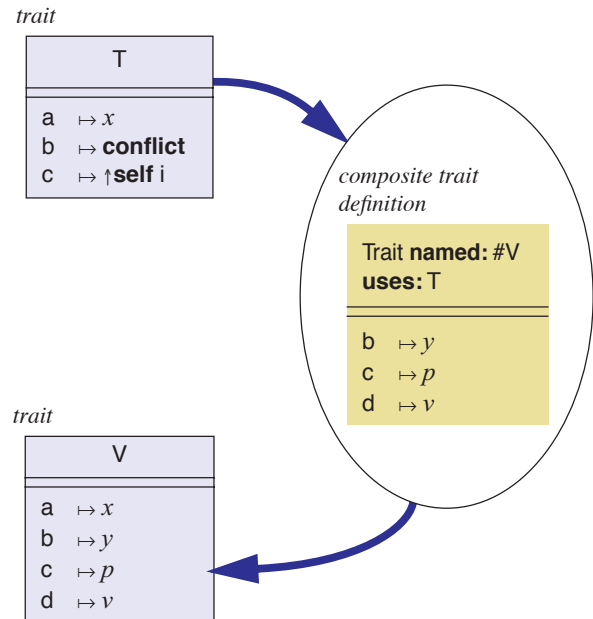 trait
T
a ↦ x
b ↦ conflict
c ↦ ↑self i
composite trait
definition
Trait named: #V
uses: T
b ↦ y
c ↦ p
d ↦ v
trait
V
a ↦ x
b ↦ y
c ↦ p
d ↦ v